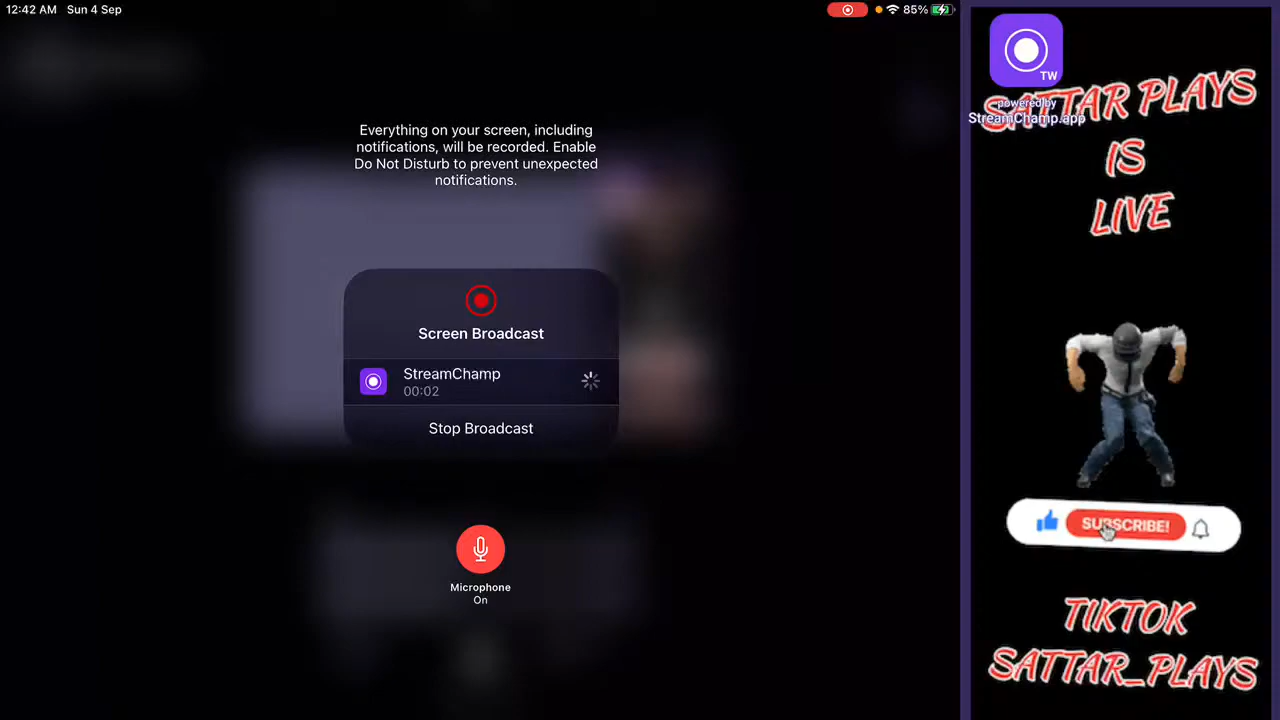 12:42 AM Sun 4 Sep
85%
Everything on your screen, including
notifications, will be recorded. Enable
Do Not Disturb to prevent unexpected
notifications.
Screen Broadcast
StreamChamp
00:02
Stop Broadcast
Microphone
On
TW
powered by
StreamChamp.app
SATTAR PLAYS
IS
LIVE
SUBSCRIBE!
TIKTOK
SATTAR_PLAYS